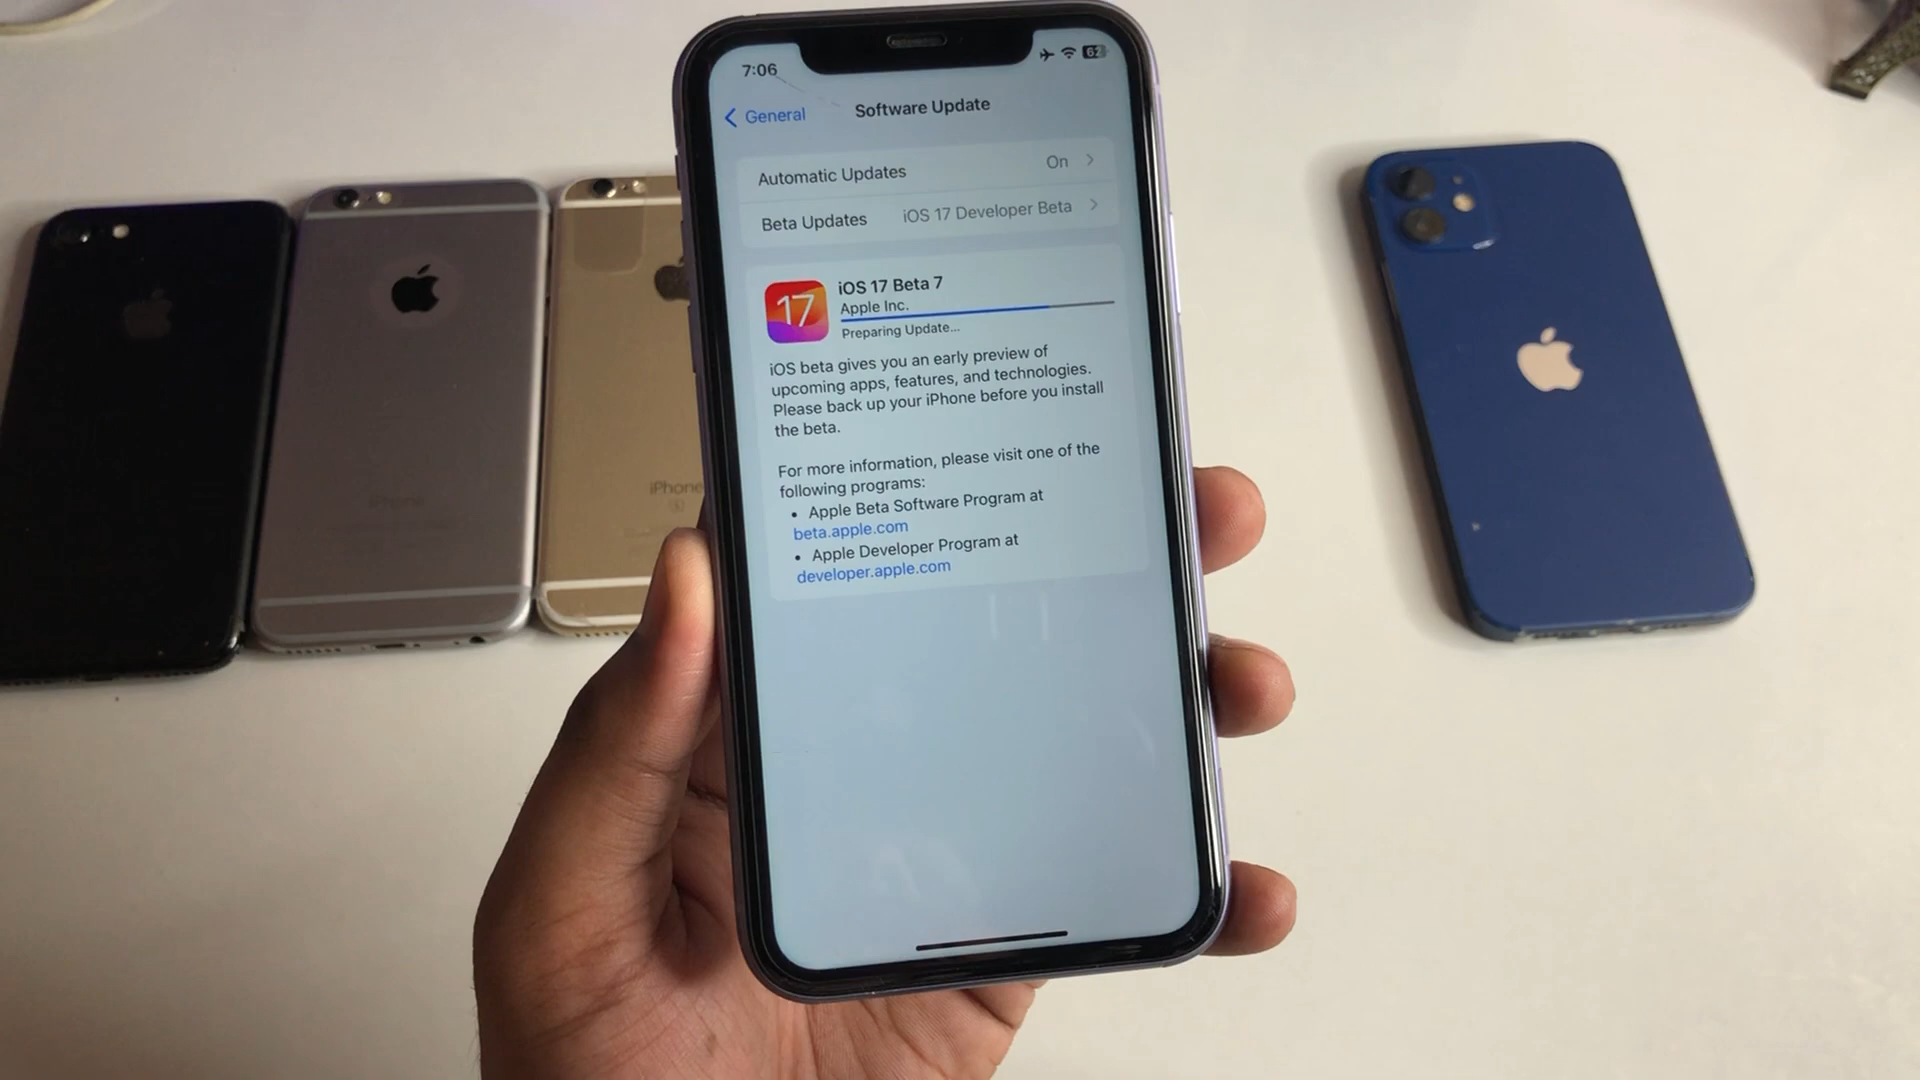 7:06
62
General
Software Update
Automatic Updates On
Beta Updates iOS 17 Developer Beta
17
iOS 17 Beta 7
Apple Inc.
Preparing Update...
iOS beta gives you an early preview of
upcoming apps, features, and technologies.
Please back up your iPhone before you install
the beta.
For more information, please visit one of the
following programs:
• Apple Beta Software Program at
beta.apple.com
• Apple Developer Program at
developer.apple.com
iPhone
iPhone
S